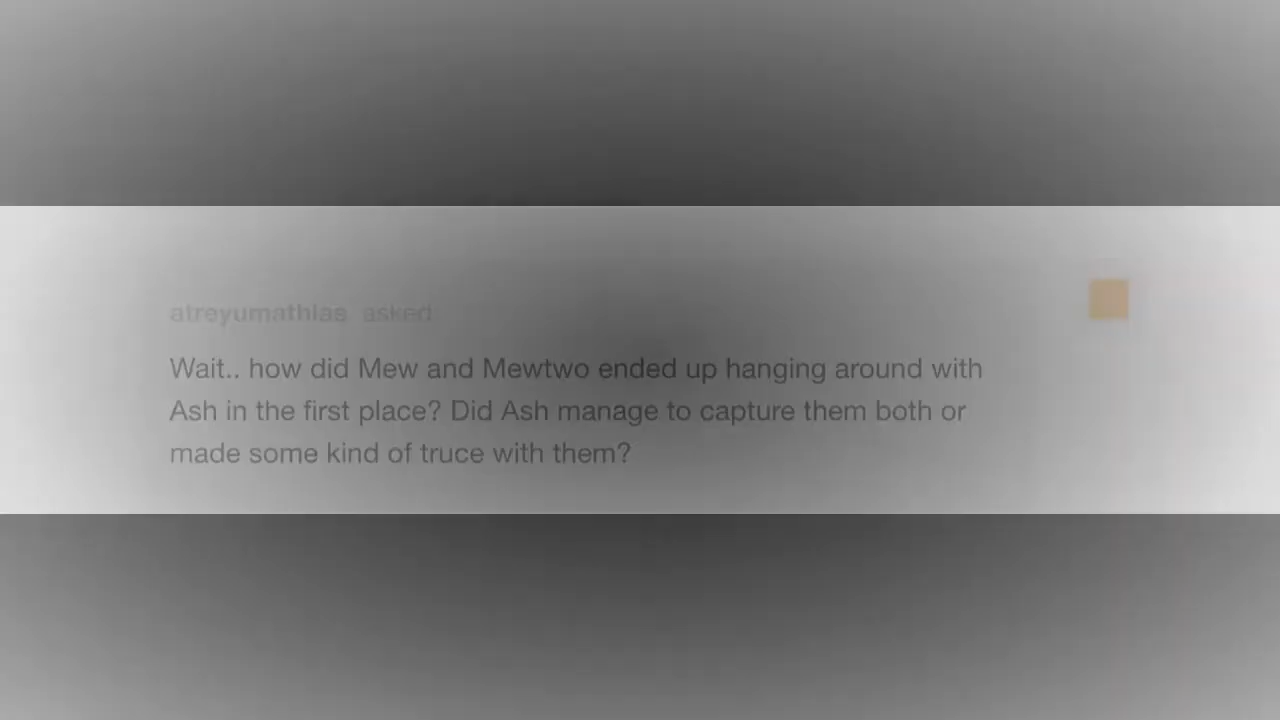 atreyumathias asked
Wait.. how did Mew and Mewtwo ended up hanging around with
Ash in the first place? Did Ash manage to capture them both or
made some kind of truce with them?